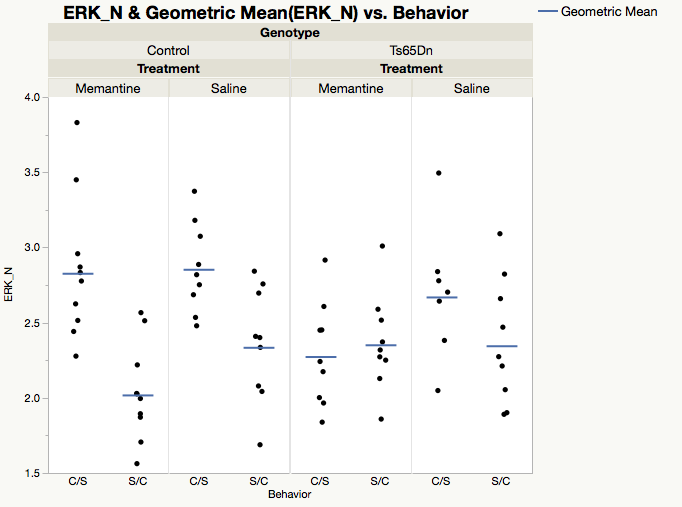 ERK_N & Geometric Mean(ERK_N) vs. Behavior
Geometric Mean
Genotype
Control Ts65Dn
Treatment Treatment
Memantine Saline Memantine Saline
4.0
3.5
3.0
2.5
2.0
1.5
ERK_N
C/S S/C C/S S/C C/S S/C C/S S/C
Behavior